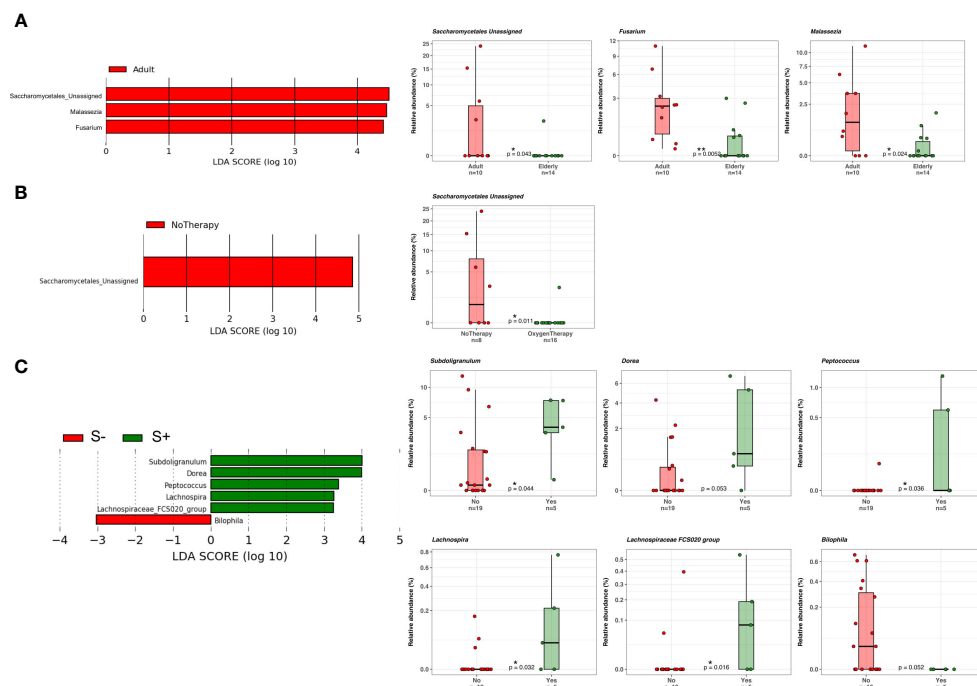 A
Adult
Saccharomycetales_Unassigned
Malassezia
Fusarium
0 1 2 3 4
LDA SCORE (log 10)
Saccharomycetales Unassigned
Relative abundance (%)
25
20
15
10
5
0
*
p = 0.043
Adult
n=10
Elderly
n=14
Fusarium
Relative abundance (%)
12
9
6
3
0
**
p = 0.0052
Adult
n=10
Elderly
n=14
Malassezia
Relative abundance (%)
10.0
7.5
5.0
2.5
0.0
*
p = 0.024
Adult
n=10
Elderly
n=14
B
NoTherapy
Saccharomycetales_Unassigned
0 1 2 3 4 5
LDA SCORE (log 10)
Saccharomycetales Unassigned
Relative abundance (%)
25
20
15
10
5
0
*
p = 0.011
NoTherapy
n=8
OxygenTherapy
n=16
C
S- S+
Subdoligranulum
Dorea
Peptococcus
Lachnospira
Lachnospiraceae_FCS020_group
Bilophila
−4 −3 −2 −1 0 1 2 3 4 5
LDA SCORE (log 10)
Subdoligranulum
Relative abundance (%)
10
5
0
*
p = 0.044
No
n=19
Yes
n=5
Dorea
Relative abundance (%)
6
4
2
0
p = 0.053
No
n=19
Yes
n=5
Peptococcus
Relative abundance (%)
1.0
0.5
0.0
*
p = 0.036
No
n=19
Yes
n=5
Lachnospira
Relative abundance (%)
0.8
0.6
0.4
0.2
0.0
*
p = 0.032
No
Yes
Lachnospiraceae FCS020 group
Relative abundance (%)
0.5
0.4
0.3
0.2
0.1
0.0
*
p = 0.016
No
Yes
Bilophila
Relative abundance (%)
0.6
0.4
0.2
0.0
p = 0.052
No
Yes